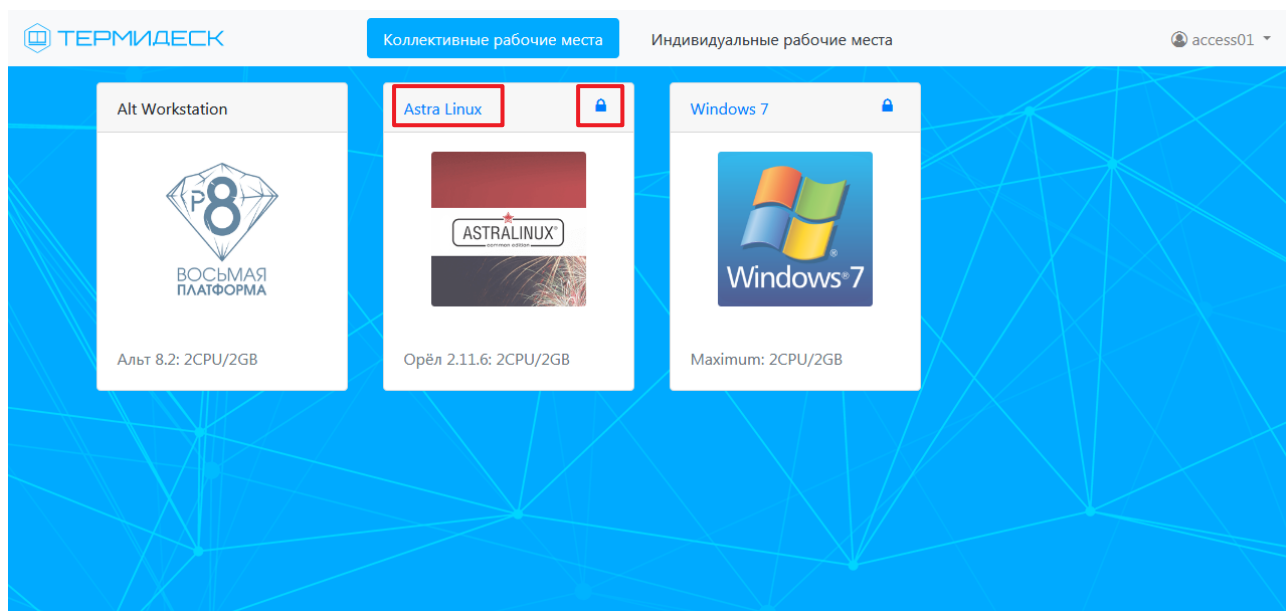 ТЕРМИДЕСК
Коллективные рабочие места
Индивидуальные рабочие места
access01
Alt Workstation
Astra Linux
Windows 7
P8
ВОСЬМАЯ
ПЛАТФОРМА
ASTRALINUX®
common edition
Windows®7
Альт 8.2: 2CPU/2GB
Орёл 2.11.6: 2CPU/2GB
Maximum: 2CPU/2GB